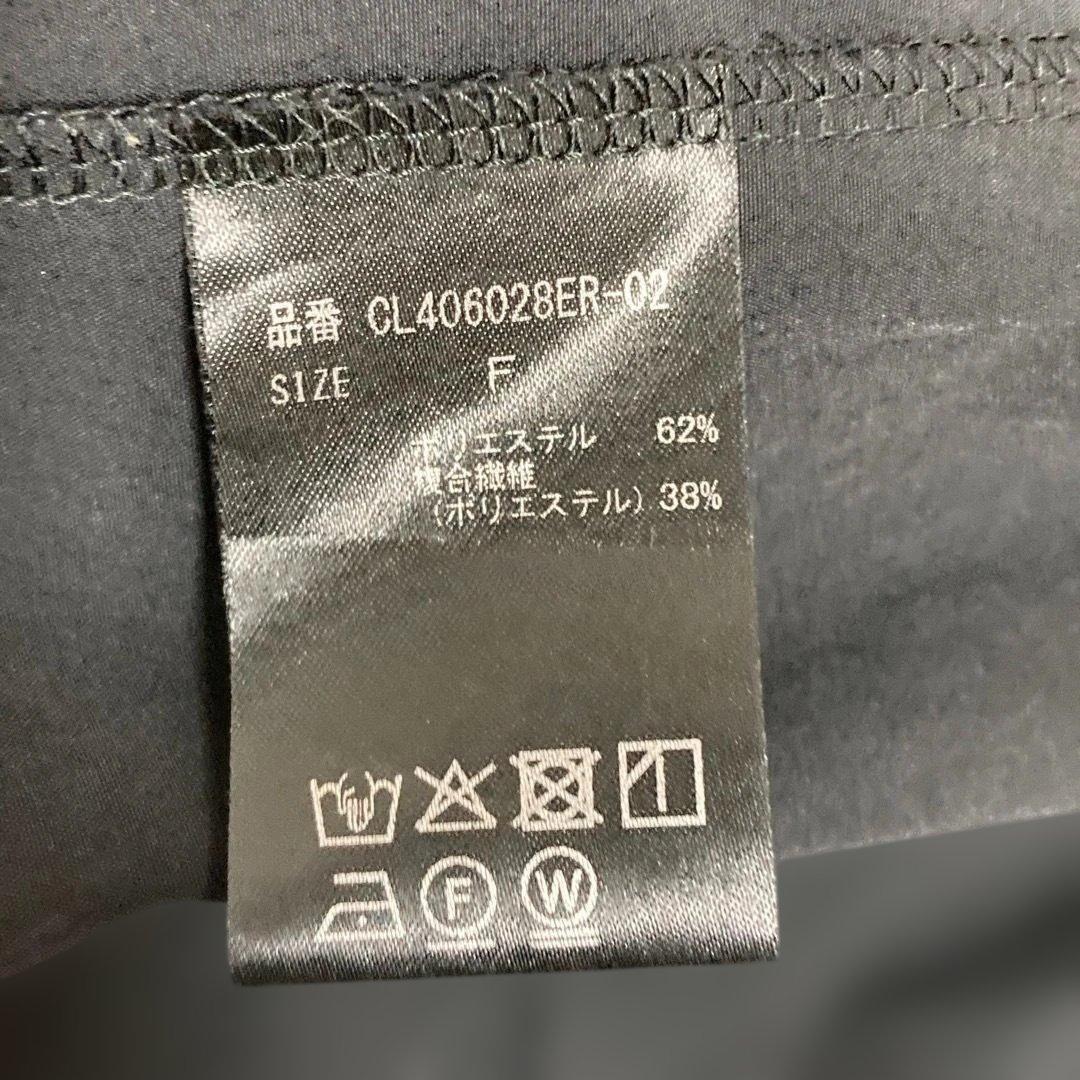 品番 CL406028ER-02
SIZE F
ポリエステル 62%
複合繊維
(ポリエステル) 38%
F W